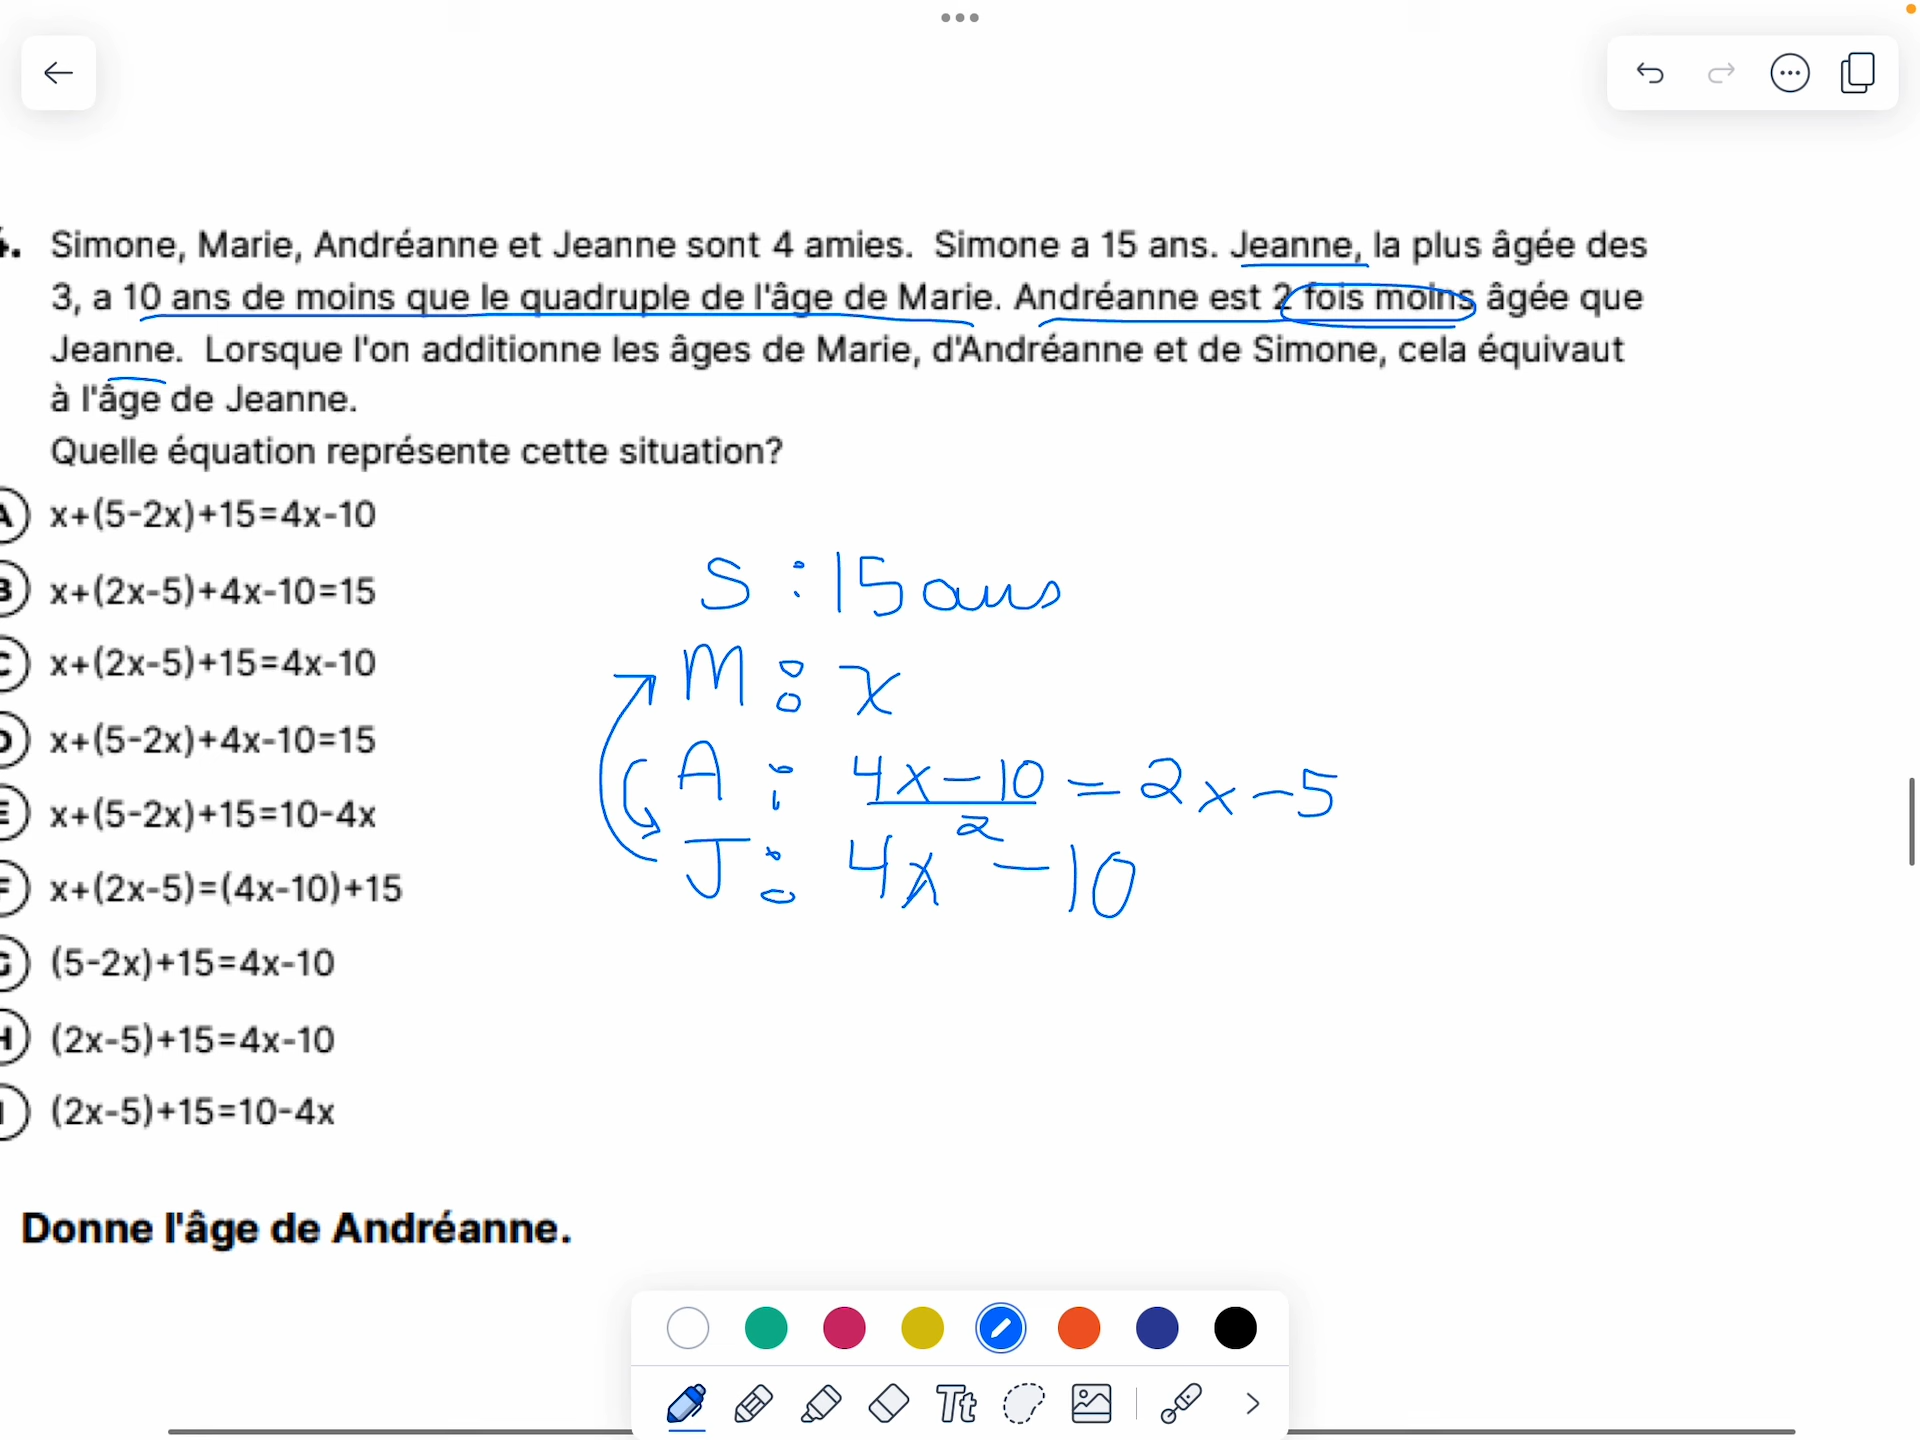 4. Simone, Marie, Andréanne et Jeanne sont 4 amies. Simone a 15 ans. Jeanne, la plus âgée des
3, a 10 ans de moins que le quadruple de l'âge de Marie. Andréanne est 2 fois moins âgée que
Jeanne. Lorsque l'on additionne les âges de Marie, d'Andréanne et de Simone, cela équivaut
à l'âge de Jeanne.
Quelle équation représente cette situation?
A) x+(5-2x)+15=4x-10
B) x+(2x-5)+4x-10=15
C) x+(2x-5)+15=4x-10
D) x+(5-2x)+4x-10=15
E) x+(5-2x)+15=10-4x
F) x+(2x-5)=(4x-10)+15
G) (5-2x)+15=4x-10
H) (2x-5)+15=4x-10
I) (2x-5)+15=10-4x
S : 15 ans
M : x
A : 4x-10 = 2x-5
2
J : 4x-10
Donne l'âge de Andréanne.
Tt